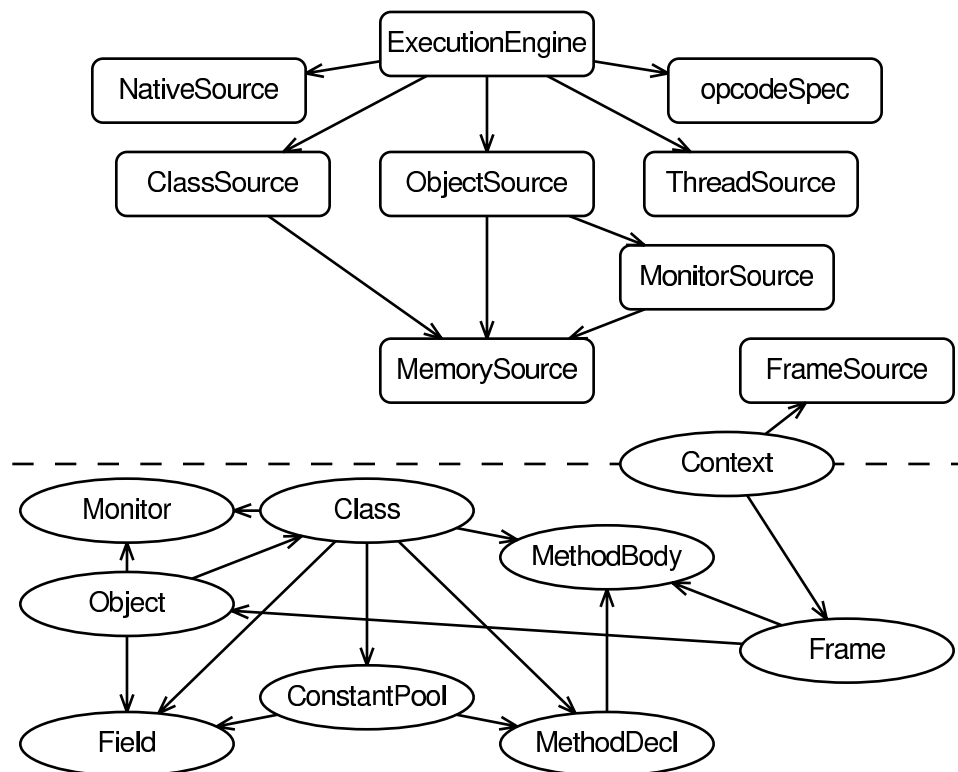 ExecutionEngine
NativeSource
opcodeSpec
ClassSource
ObjectSource
ThreadSource
MonitorSource
MemorySource
FrameSource
Context
Monitor
Class
MethodBody
Object
Frame
ConstantPool
Field
MethodDecl